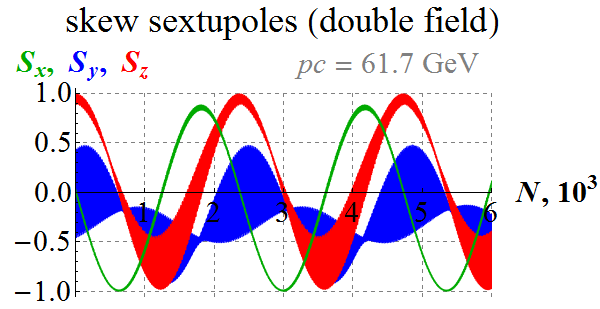 skew sextupoles (double field)
Sx, Sy, Sz
pc = 61.7 GeV
1.0
0.5
0.0
−0.5
−1.0
1 2 3 4 5 6
N, 10³